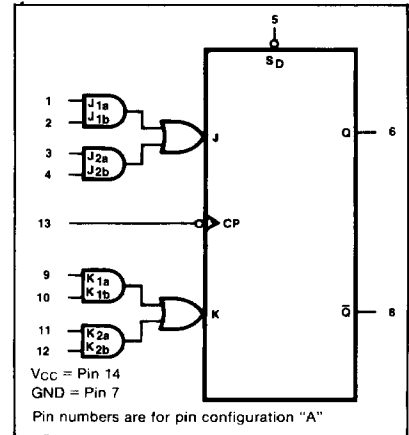 5
S_D
1 J1a
2 J1b
J
Q 6
3 J2a
4 J2b
13 CP
9 K1a
10 K1b
K
Q̅ 8
11 K2a
12 K2b
VCC = Pin 14
GND = Pin 7
Pin numbers are for pin configuration "A"